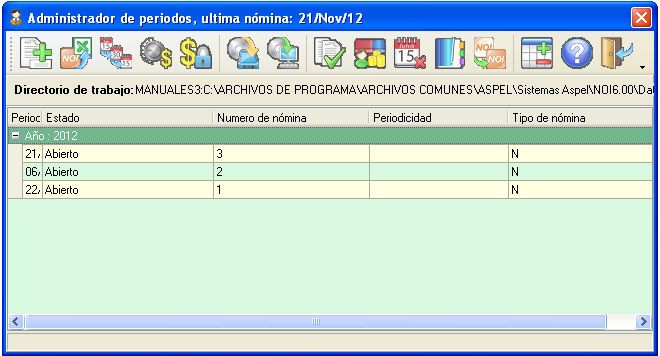 Administrador de periodos, ultima nómina: 21/Nov/12
Directorio de trabajo: MANUALES3:C:\ARCHIVOS DE PROGRAMA\ARCHIVOS COMUNES\ASPEL\Sistemas Aspel\NOI6.00\Da
Perioc Estado Numero de nómina Periodicidad Tipo de nómina
Año : 2012
21/ Abierto 3 N
06/ Abierto 2 N
22/ Abierto 1 N